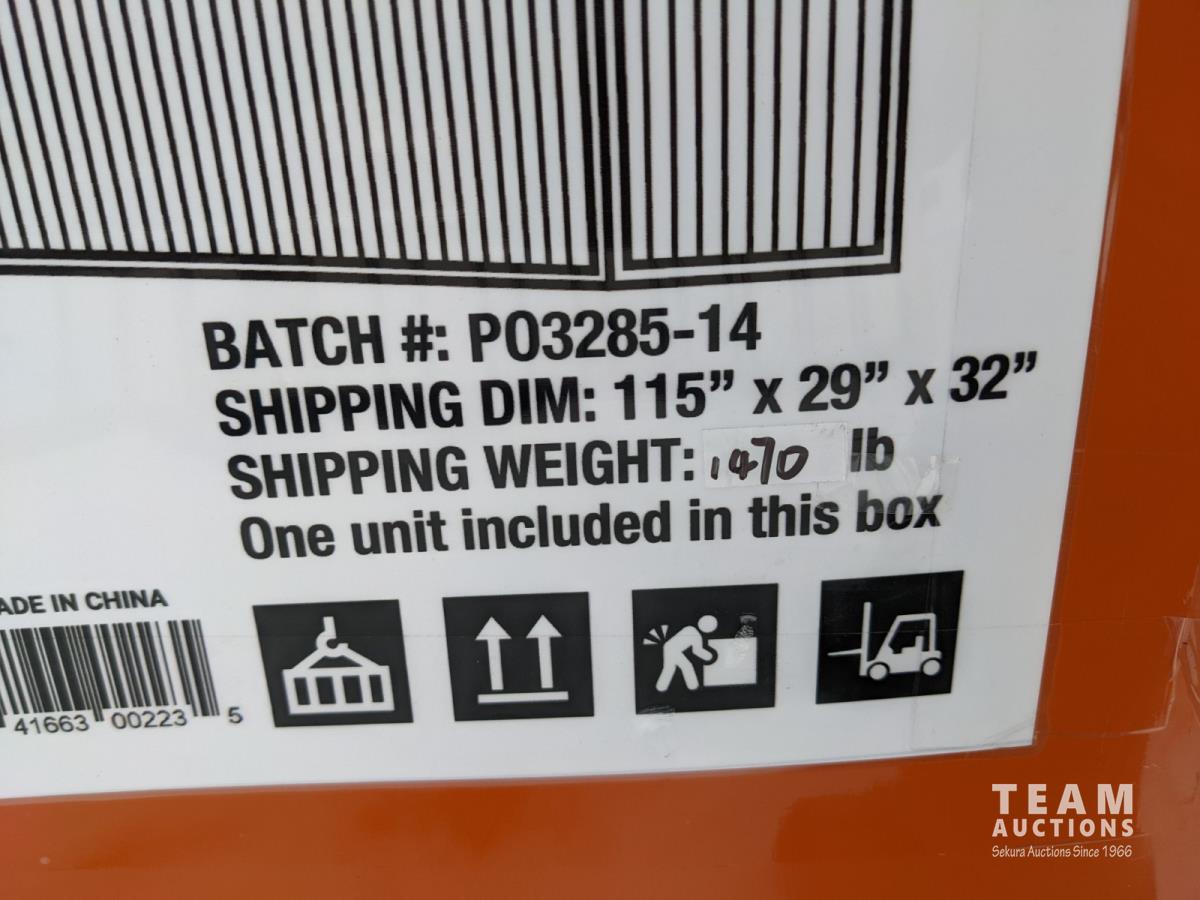 BATCH #: PO3285-14
SHIPPING DIM: 115” x 29” x 32”
SHIPPING WEIGHT: 1470 lb
One unit included in this box
ADE IN CHINA
41663 00223 5
TEAM
AUCTIONS
Sekura Auctions Since 1966